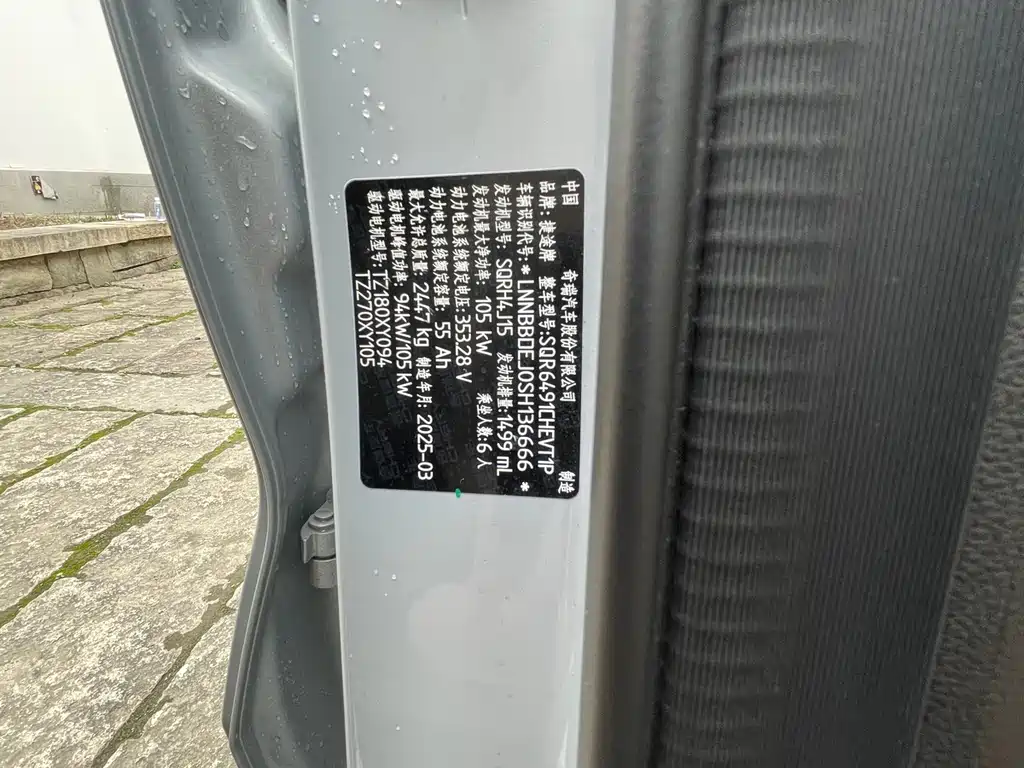 中国 奇瑞汽车股份有限公司 制造
品牌:捷途牌 整车型号:SQR6491CHEVT1P
车辆识别代号:*LNNBBDEJ0SH136666*
发动机型号:SQRH4J15 发动机排量:1499 mL
发动机最大净功率:105 kW 乘坐人数:6人
动力电池系统额定电压:353.28 V
动力电池系统额定容量:55 Ah
最大允许总质量:2447 kg 制造年月:2025-03
驱动电机峰值功率:94kW/105 kW
驱动电机型号:TZ180XY094
TZ270XY105